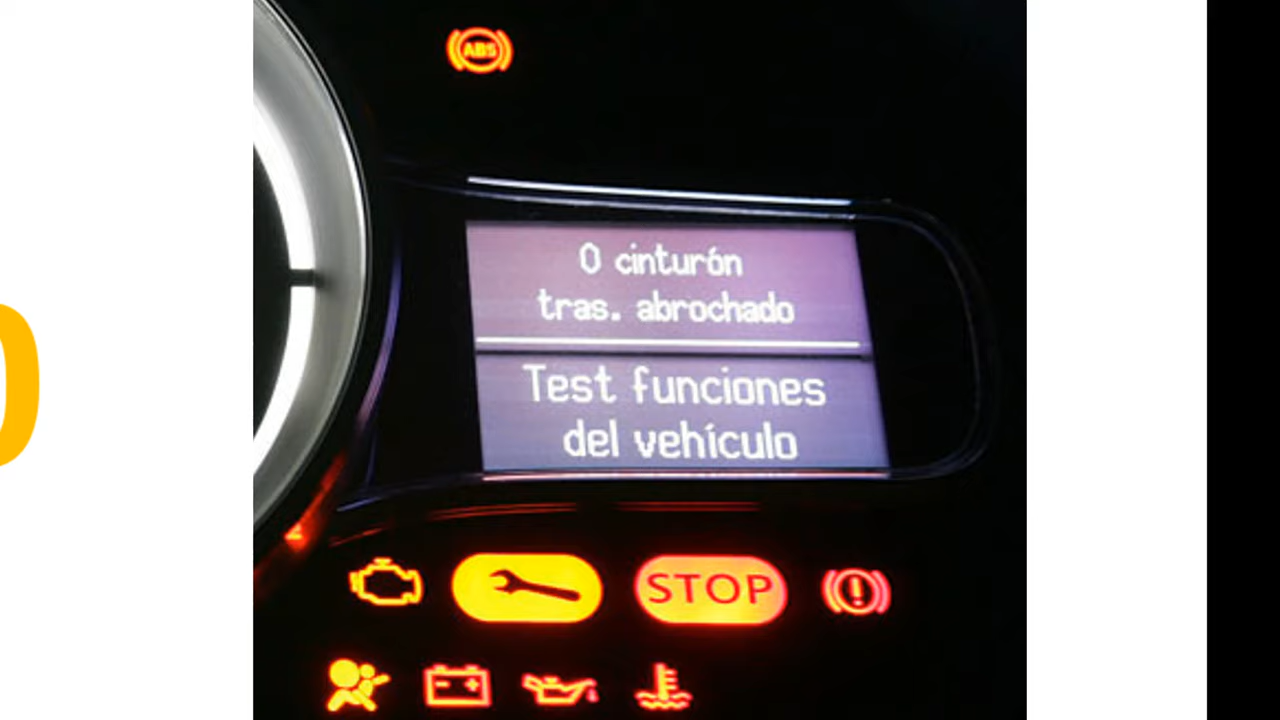 ABS
0 cinturón
tras. abrochado
Test funciones
del vehículo
STOP